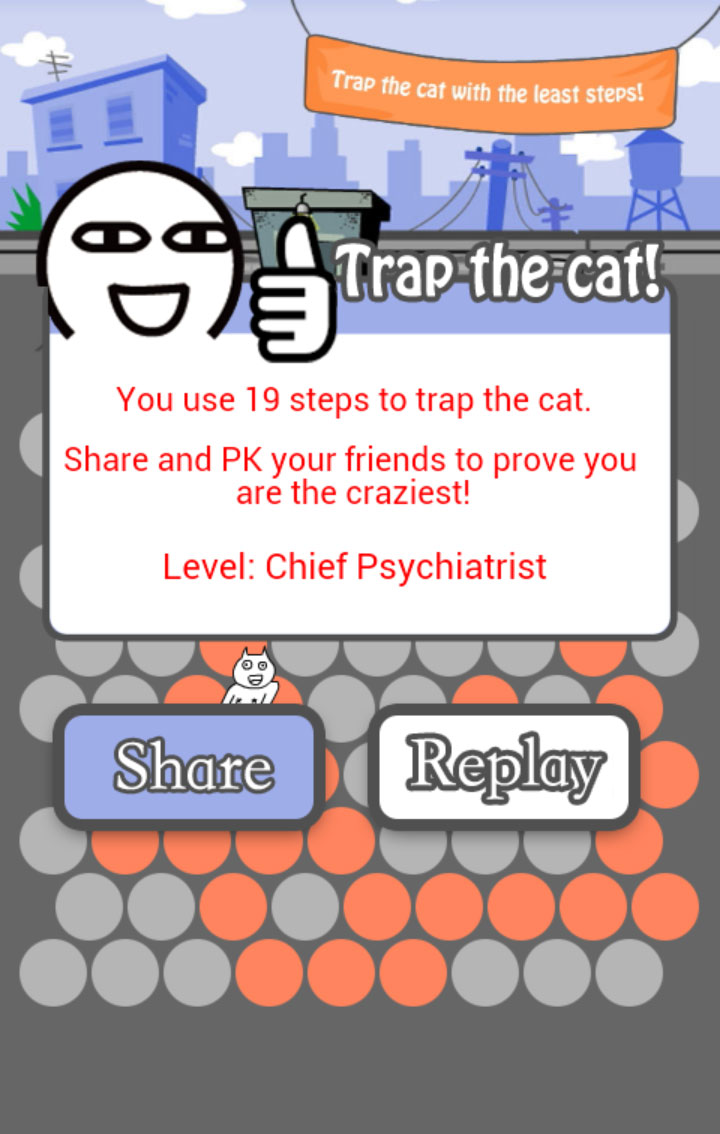 Trap the cat with the least steps!
Trap the cat!
You use 19 steps to trap the cat.
Share and PK your friends to prove you
are the craziest!
Level: Chief Psychiatrist
Share
Replay